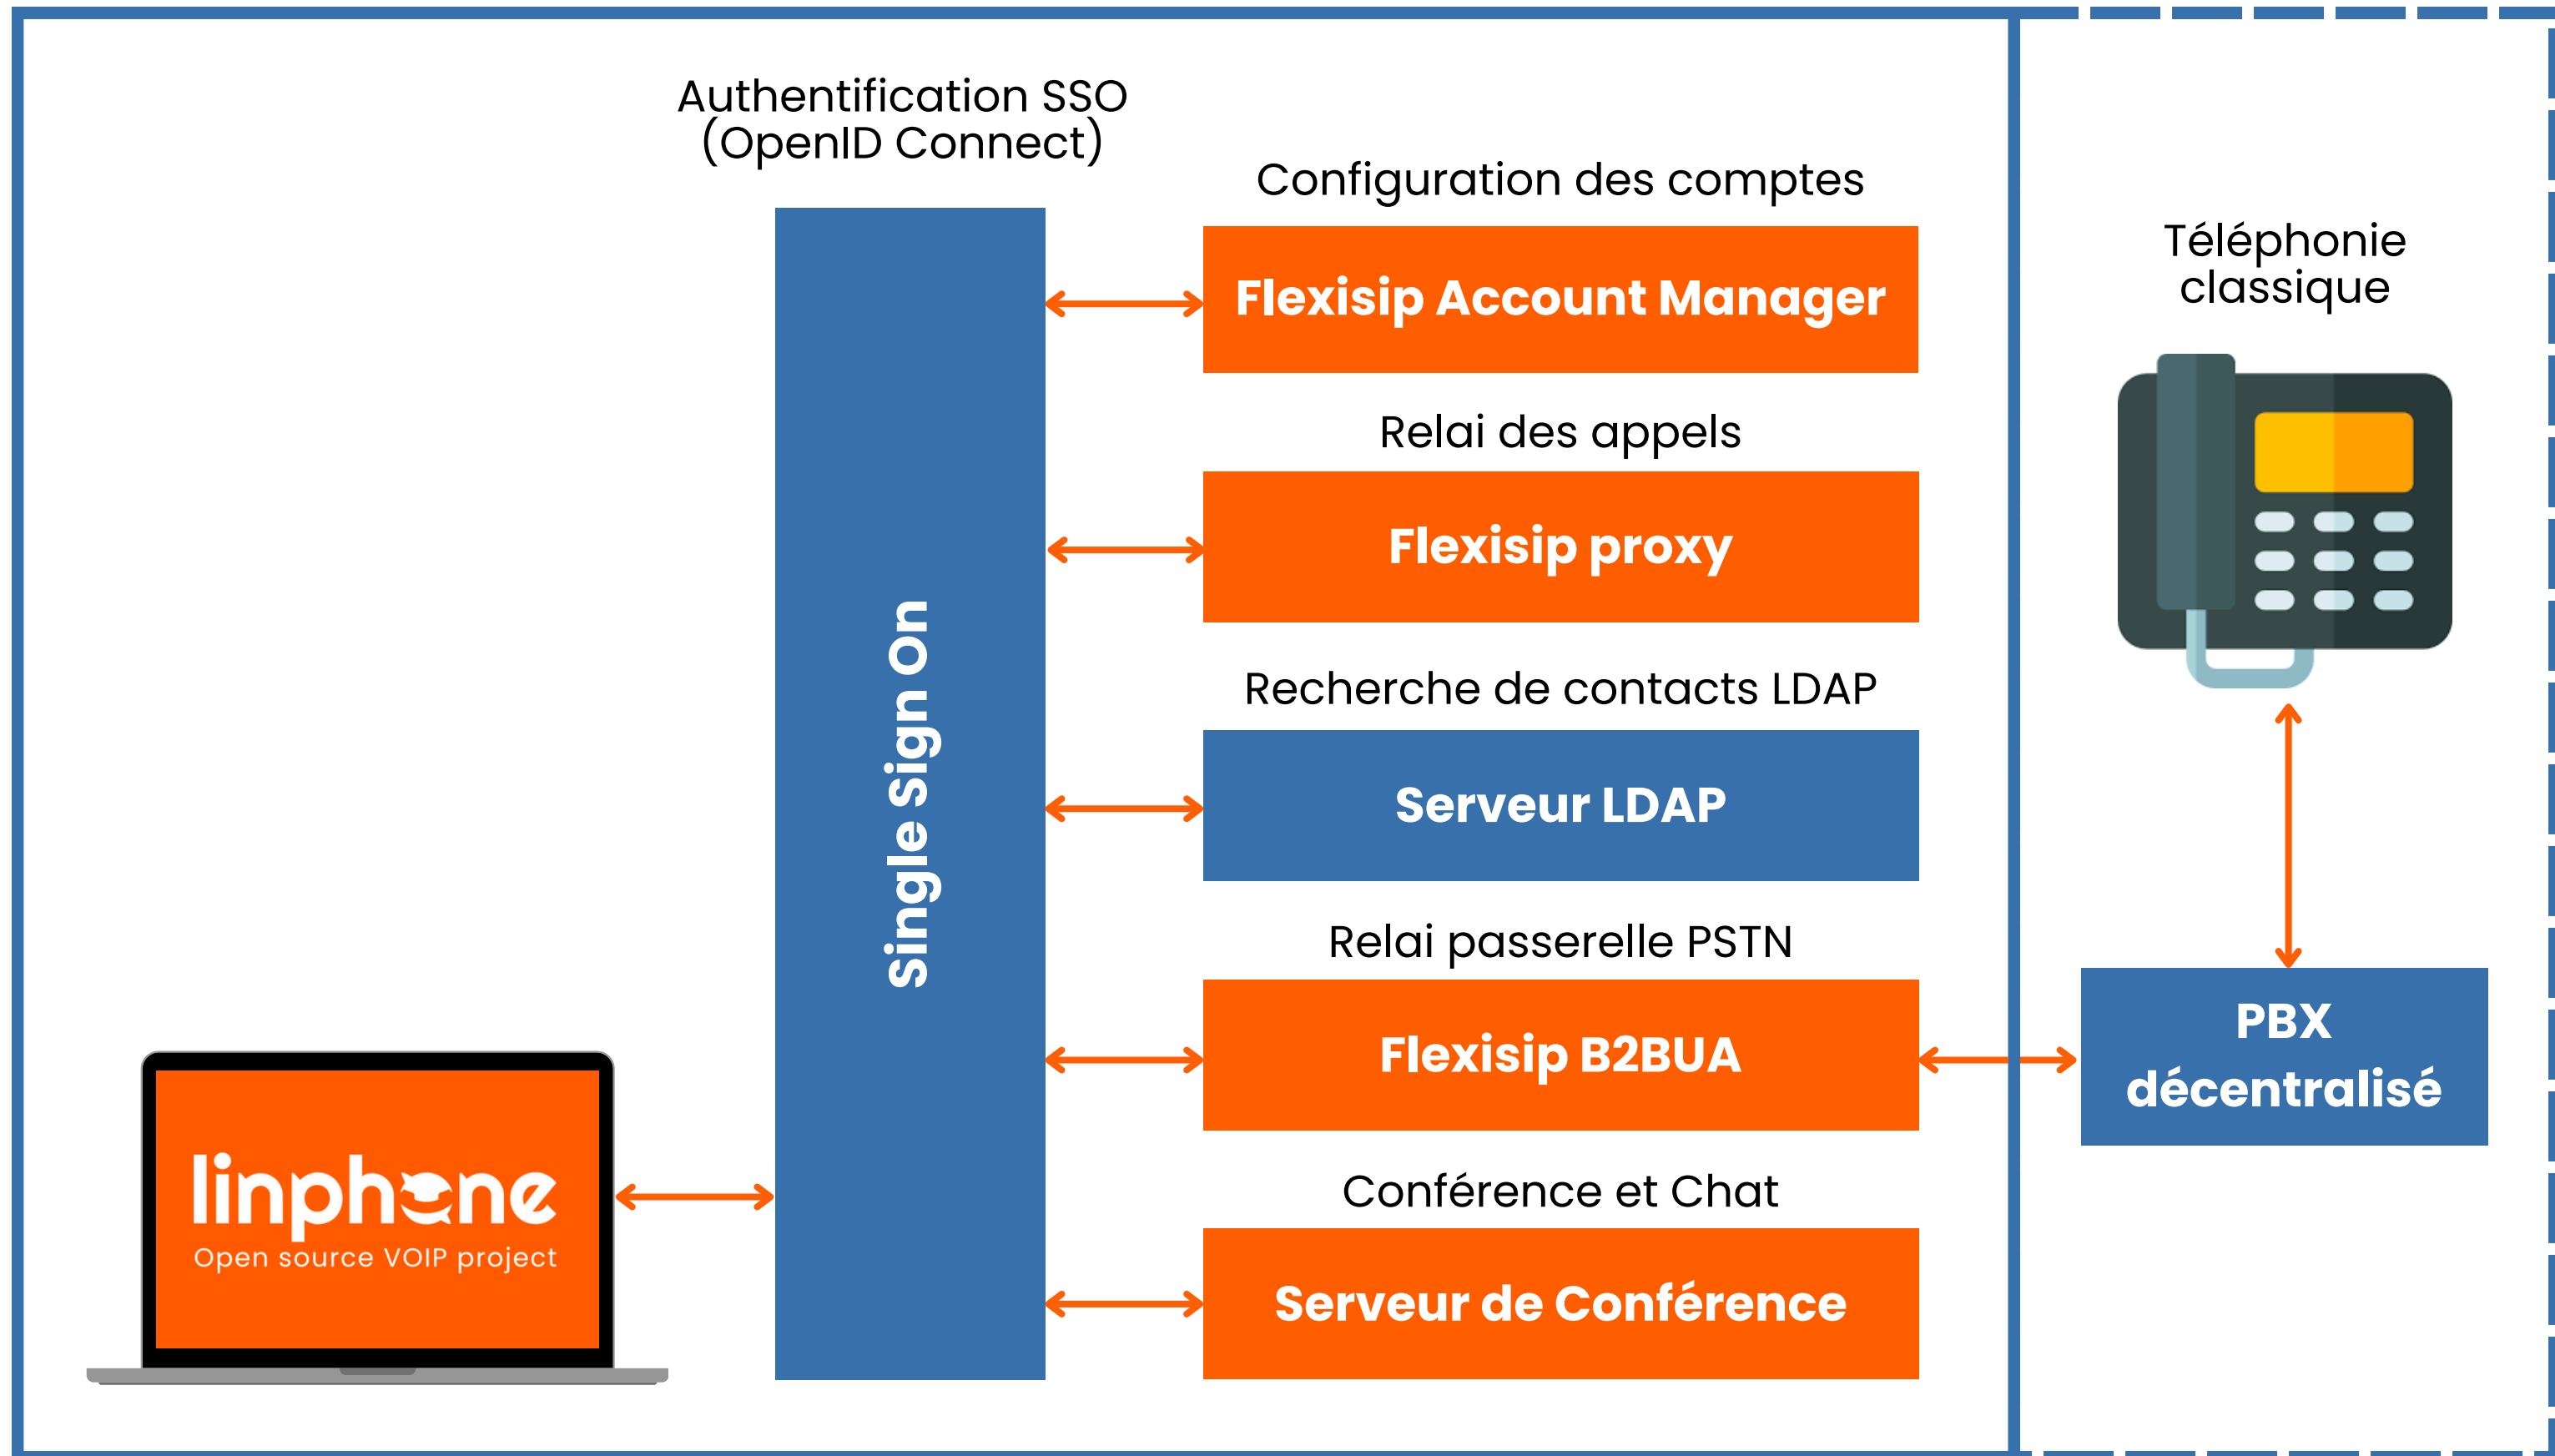 Authentification SSO
(OpenID Connect)
Single Sign On
Configuration des comptes
Flexisip Account Manager
Relai des appels
Flexisip proxy
Recherche de contacts LDAP
Serveur LDAP
Relai passerelle PSTN
Flexisip B2BUA
Conférence et Chat
Serveur de Conférence
linphone
Open source VOIP project
Téléphonie
classique
PBX
décentralisé